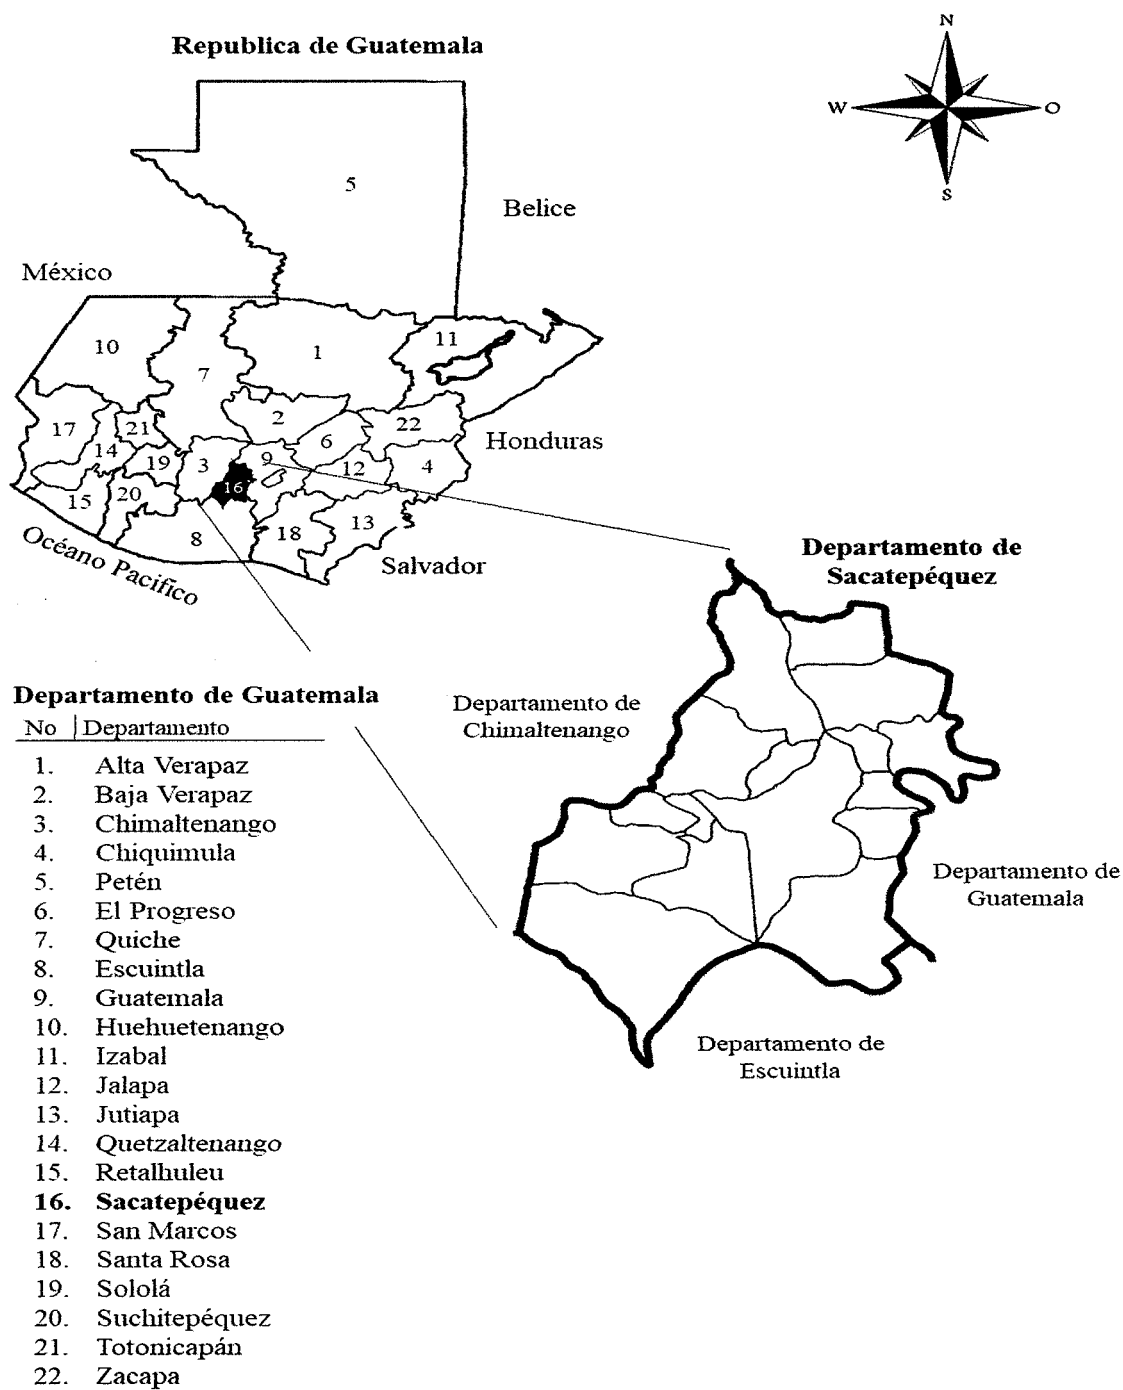 Republica de Guatemala
N
W
O
S
5
Belice
México
10
7
1
11
2
17
21
14
19
3
9
6
22
Honduras
12
4
15
20
16
8
18
13
Océano Pacifico
Salvador
Departamento de
Sacatepéquez
Departamento de
Chimaltenango
Departamento de
Guatemala
Departamento de
Escuintla
Departamento de Guatemala
No Departamento
1. Alta Verapaz
2. Baja Verapaz
3. Chimaltenango
4. Chiquimula
5. Petén
6. El Progreso
7. Quiche
8. Escuintla
9. Guatemala
10. Huehuetenango
11. Izabal
12. Jalapa
13. Jutiapa
14. Quetzaltenango
15. Retalhuleu
16. Sacatepéquez
17. San Marcos
18. Santa Rosa
19. Sololá
20. Suchitepéquez
21. Totonicapán
22. Zacapa